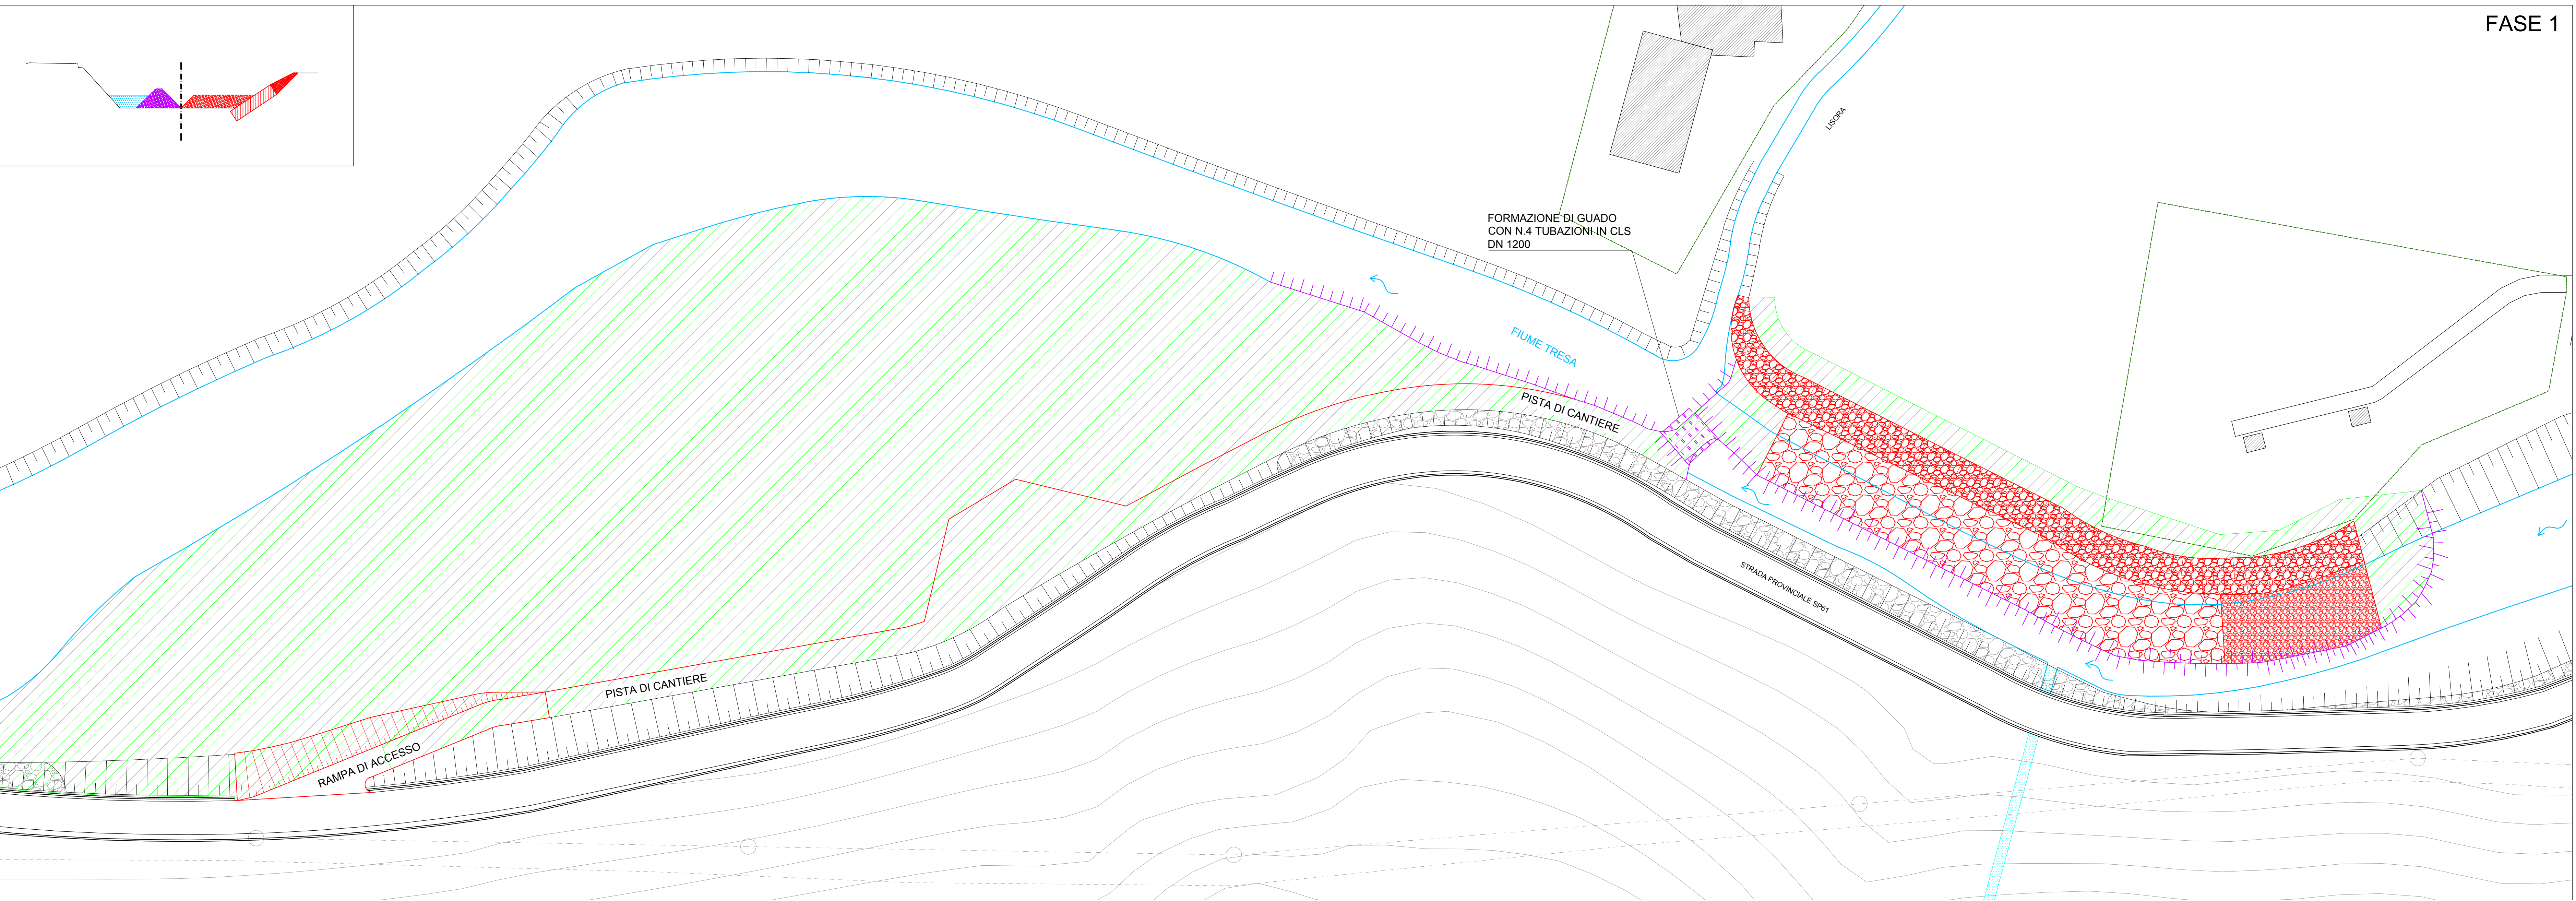 FASE 1
LISORA
FORMAZIONE DI GUADO
CON N.4 TUBAZIONI IN CLS
DN 1200
FIUME TRESA
PISTA DI CANTIERE
STRADA PROVINCIALE SP61
PISTA DI CANTIERE
RAMPA DI ACCESSO